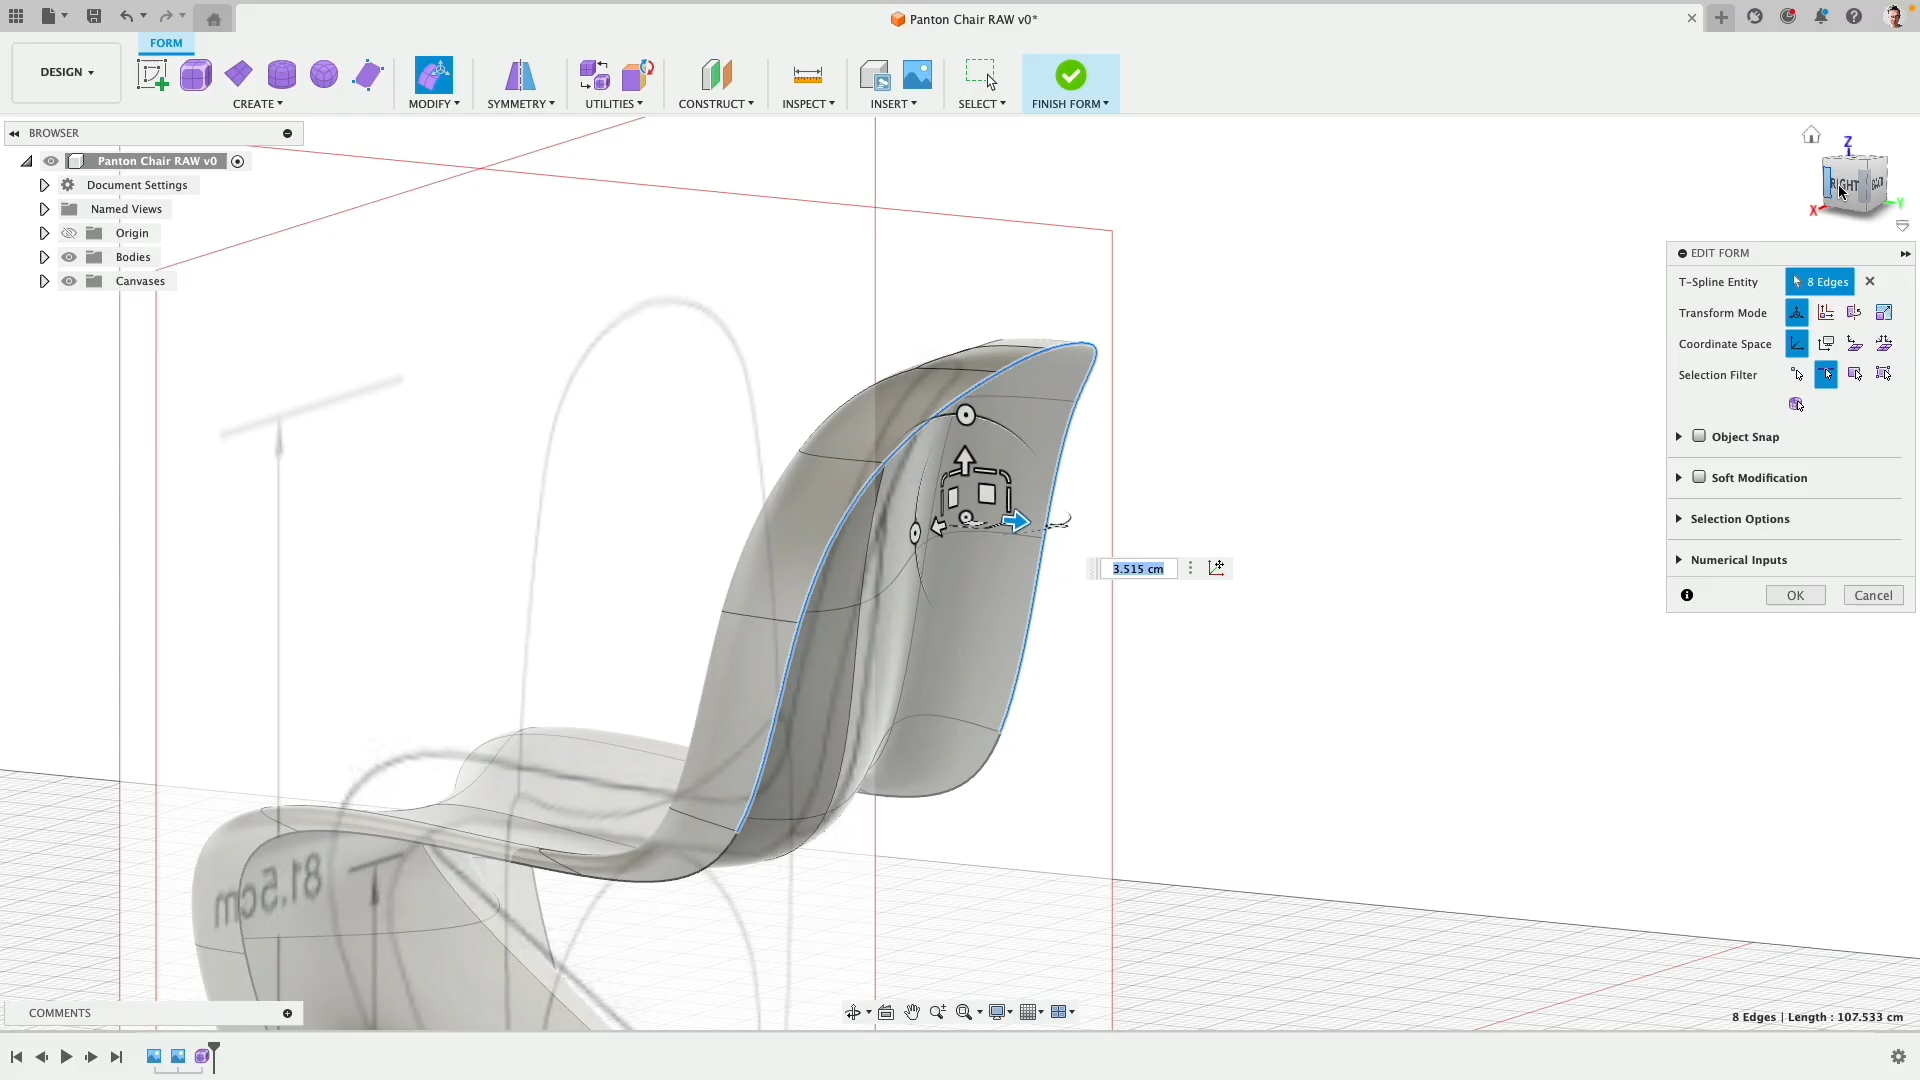 Panton Chair RAW v0*
FORM
DESIGN
CREATE
MODIFY
SYMMETRY
UTILITIES
CONSTRUCT
INSPECT
INSERT
SELECT
FINISH FORM
BROWSER
Panton Chair RAW v0
Document Settings
Named Views
Origin
Bodies
Canvases
Z
RIGHT
BACK
X
Y
EDIT FORM
T-Spline Entity
8 Edges
Transform Mode
Coordinate Space
Selection Filter
Object Snap
Soft Modification
Selection Options
Numerical Inputs
OK
Cancel
3.515 cm
81.5cm
COMMENTS
8 Edges | Length : 107.533 cm